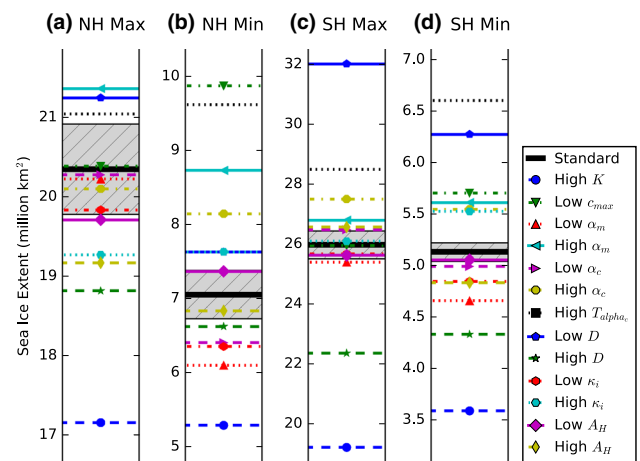 (a) NH Max (b) NH Min (c) SH Max (d) SH Min
Sea Ice Extent (million km²)
21
20
19
18
17
10
9
8
7
6
5
32
30
28
26
24
22
20
5.0
6.5
6.0
5.5
5.0
4.5
4.0
3.5
Standard
High K
Low c_max
Low α_m
High α_m
Low α_c
High α_c
High T_alpha_c
Low D
High D
Low κ_i
High κ_i
Low A_H
High A_H